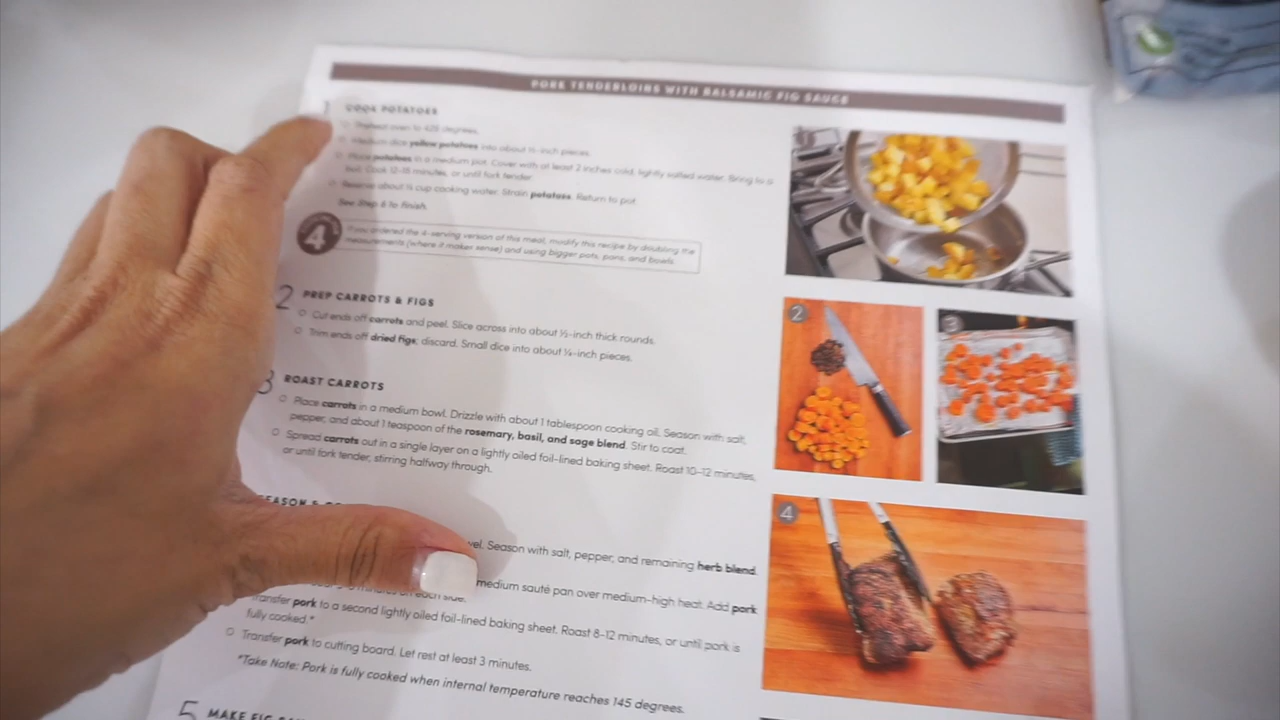 PORK TENDERLOINS WITH BALSAMIC FIG SAUCE
1 COOK POTATOES
Preheat oven to 425 degrees.
Medium dice yellow potatoes into about ½-inch pieces.
Place potatoes in a medium pot. Cover with at least 2 inches cold, lightly salted water. Bring to a
boil. Cook 12-15 minutes, or until fork tender.
Reserve about ¼ cup cooking water. Strain potatoes. Return to pot.
See Step 6 to finish.
4
If you ordered the 4-serving version of this meal, modify this recipe by doubling the
measurements (where it makes sense) and using bigger pots, pans, and bowls.
2 PREP CARROTS & FIGS
Cut ends off carrots and peel. Slice across into about ½-inch thick rounds.
Trim ends off dried figs; discard. Small dice into about ¼-inch pieces.
3 ROAST CARROTS
Place carrots in a medium bowl. Drizzle with about 1 tablespoon cooking oil. Season with salt,
pepper, and about 1 teaspoon of the rosemary, basil, and sage blend. Stir to coat.
Spread carrots out in a single layer on a lightly oiled foil-lined baking sheet. Roast 10-12 minutes,
or until fork tender, stirring halfway through.
Season with salt, pepper, and remaining herb blend.
medium sauté pan over medium-high heat. Add pork
minutes on each side.
Transfer pork to a second lightly oiled foil-lined baking sheet. Roast 8-12 minutes, or until pork is
fully cooked.*
Transfer pork to cutting board. Let rest at least 3 minutes.
*Take Note: Pork is fully cooked when internal temperature reaches 145 degrees.
5 MAKE FIG
2
3
4